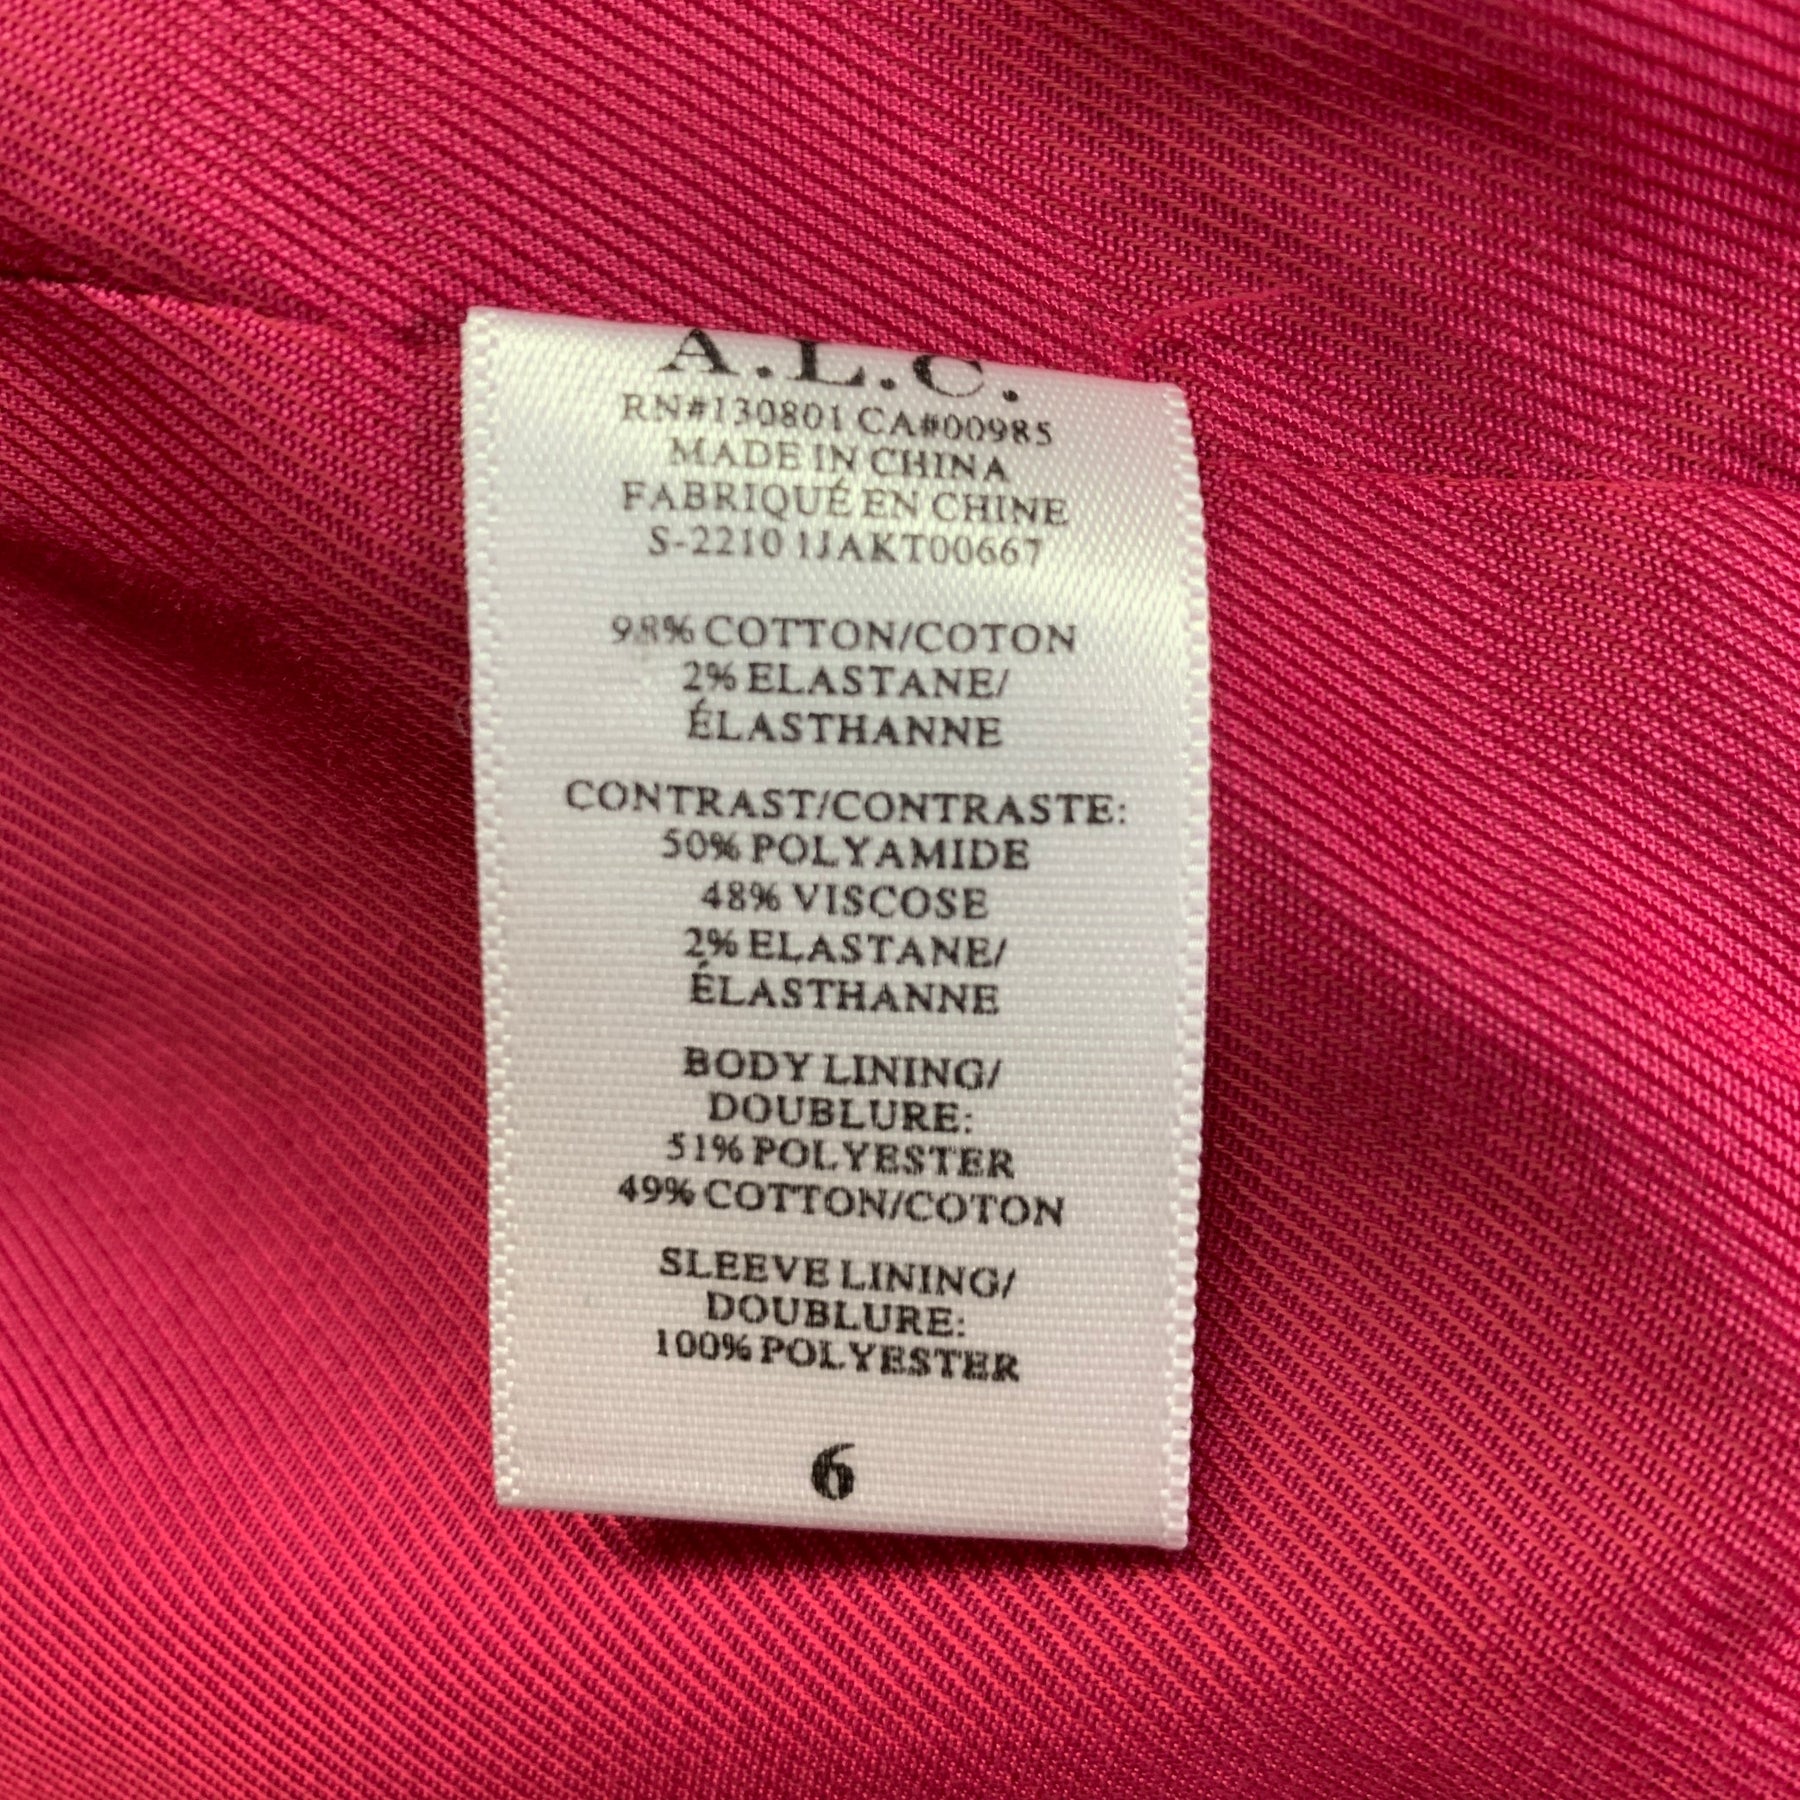 A.L.C.
RN#130801 CA#00985
MADE IN CHINA
FABRIQUÉ EN CHINE
S-2210 1JAKT00667
98% COTTON/COTON
2% ELASTANE/
ÉLASTHANNE
CONTRAST/CONTRASTE:
50% POLYAMIDE
48% VISCOSE
2% ELASTANE/
ÉLASTHANNE
BODY LINING/
DOUBLURE:
51% POLYESTER
49% COTTON/COTON
SLEEVE LINING/
DOUBLURE:
100% POLYESTER
6